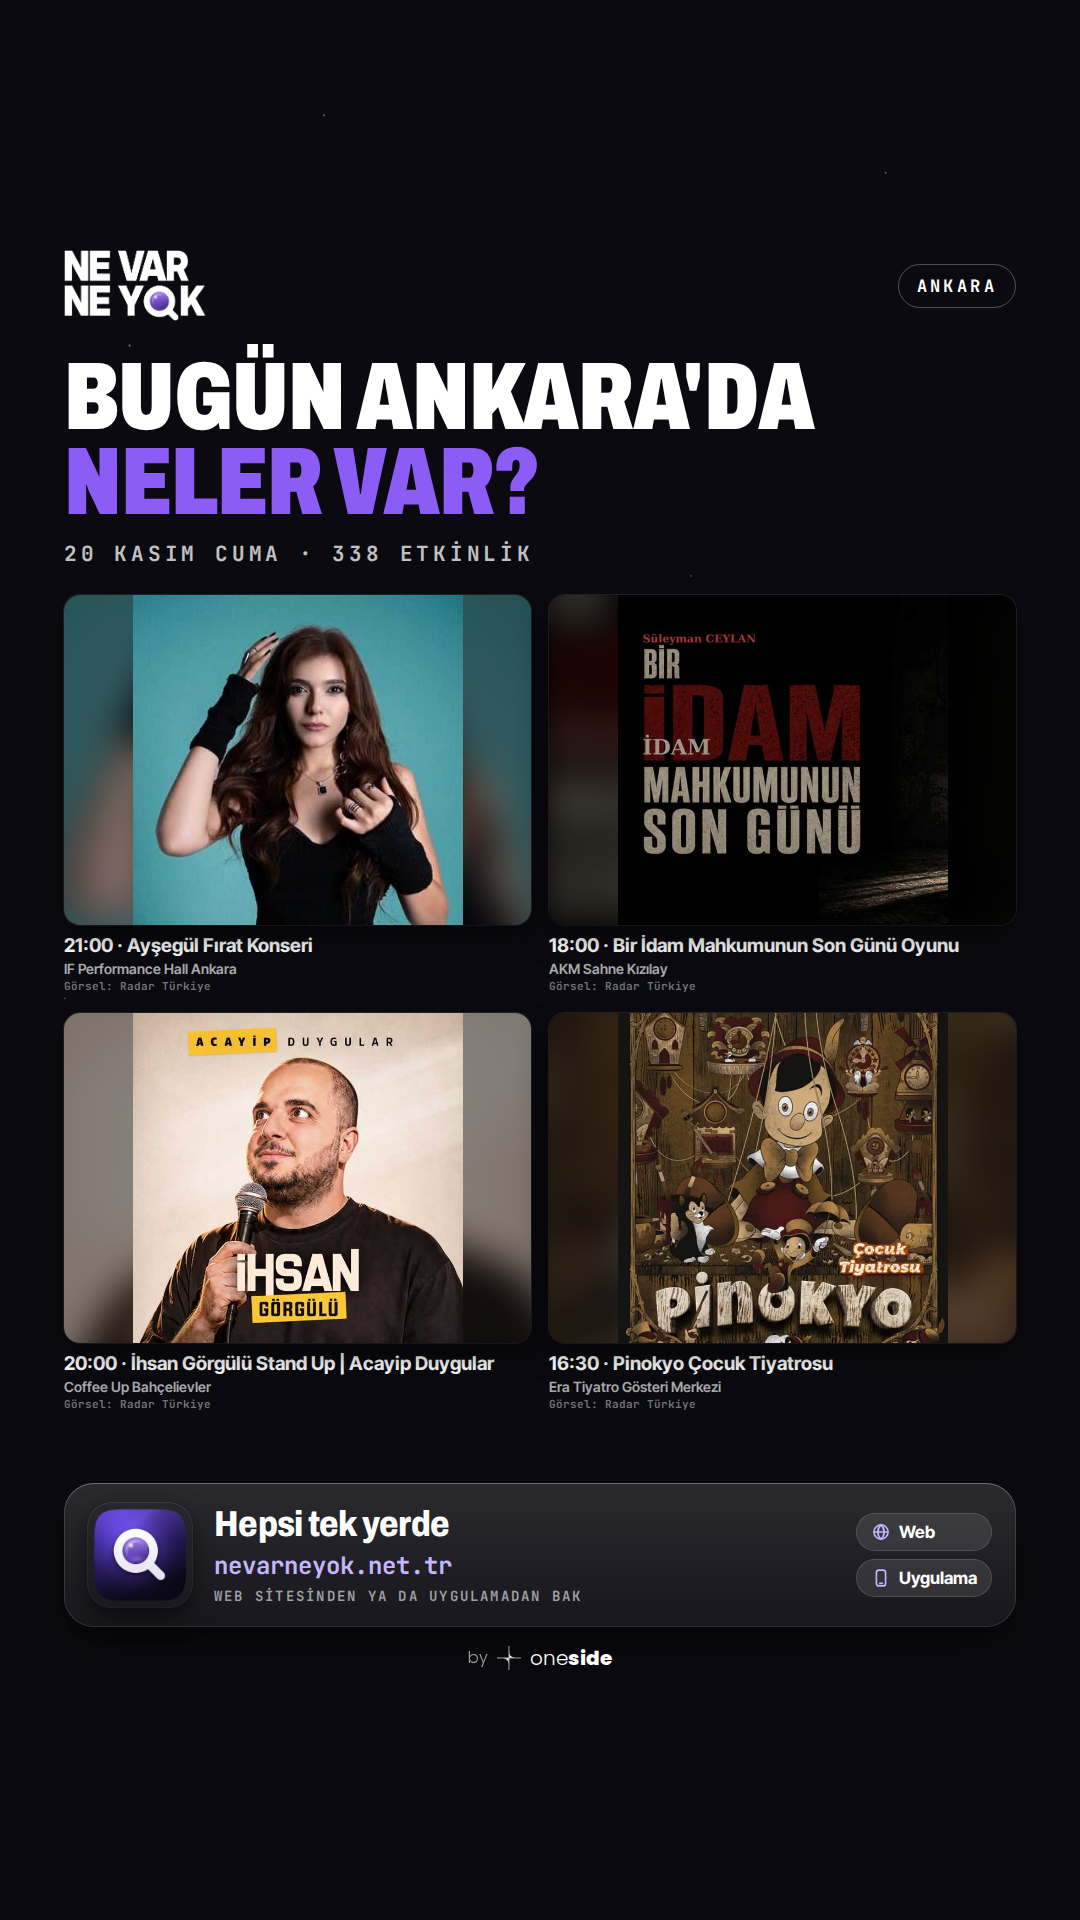 NE VAR
NE YOK
ANKARA
BUGÜN ANKARA'DA
NELER VAR?
20 KASIM CUMA · 338 ETKİNLİK
Süleyman CEYLAN
BİR
İDAM
İDAM
MAHKUMUNUN
SON GÜNÜ
21:00 · Ayşegül Fırat Konseri
IF Performance Hall Ankara
Görsel: Radar Türkiye
18:00 · Bir İdam Mahkumunun Son Günü Oyunu
AKM Sahne Kızılay
Görsel: Radar Türkiye
ACAYİP DUYGULAR
İHSAN
GÖRGÜLÜ
Çocuk
Tiyatrosu
PiNOKYO
20:00 · İhsan Görgülü Stand Up | Acayip Duygular
Coffee Up Bahçelievler
Görsel: Radar Türkiye
16:30 · Pinokyo Çocuk Tiyatrosu
Era Tiyatro Gösteri Merkezi
Görsel: Radar Türkiye
Hepsi tek yerde
nevarneyok.net.tr
WEB SİTESİNDEN YA DA UYGULAMADAN BAK
Web
Uygulama
by oneside